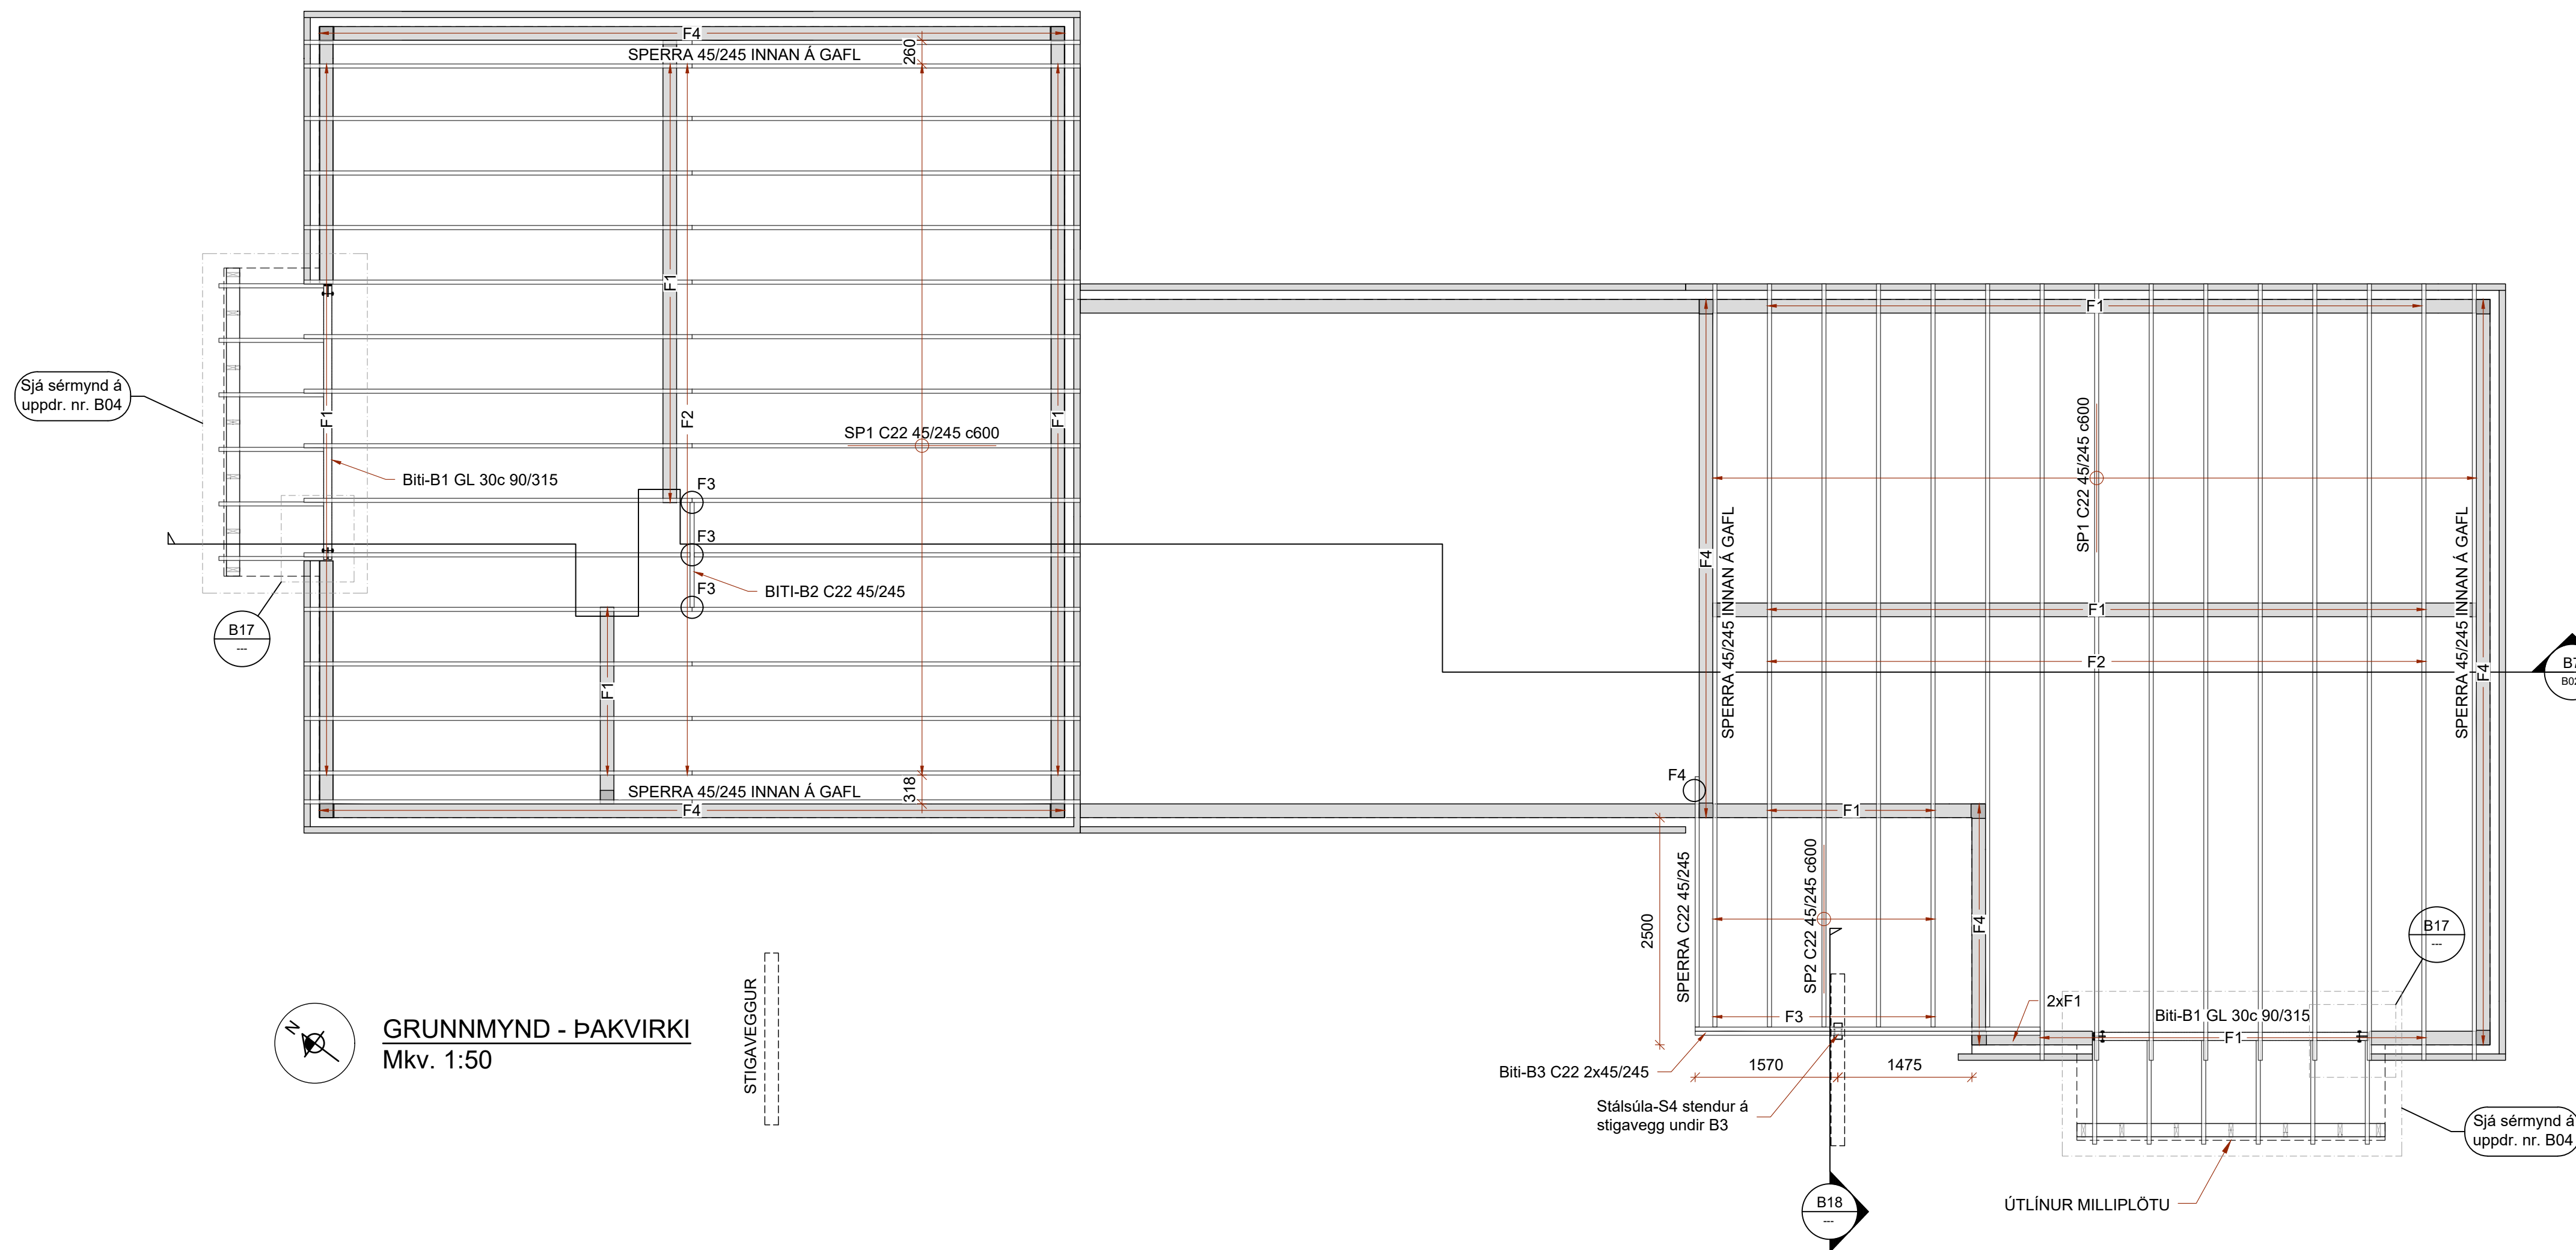 F4
SPERRA 45/245 INNAN Á GAFL
260
F1
F1
F2
F1
Sjá sérmynd á
uppdr. nr. B04
SP1 C22 45/245 c600
Biti-B1 GL 30c 90/315
F3
F3
F3
BITI-B2 C22 45/245
B17
---
F1
SPERRA 45/245 INNAN Á GAFL
318
F4
F1
SP1 C22 45/245 c600
F4
SPERRA 45/245 INNAN Á GAFL
SPERRA 45/245 INNAN Á GAFL
F1
F2
F4
F4
F1
2500
SPERRA C22 45/245
SP2 C22 45/245 c600
F4
B17
---
F3
2xF1
Biti-B1 GL 30c 90/315
F1
Biti-B3 C22 2x45/245
1570
1475
Stálsúla-S4 stendur á
stigavegg undir B3
Sjá sérmynd á
uppdr. nr. B04
ÚTLÍNUR MILLIPLÖTU
B18
---
N
GRUNNMYND - ÞAKVIRKI
Mkv. 1:50
STIGAVEGGUR